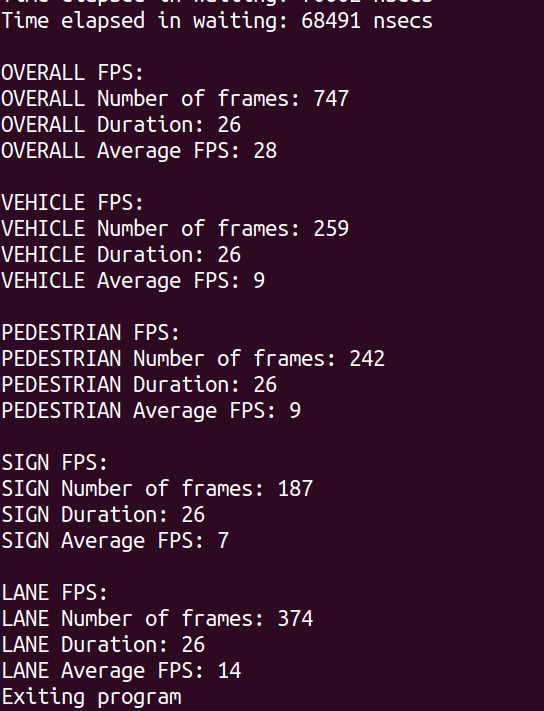 Time elapsed in waiting: 68491 nsecs
OVERALL FPS:
OVERALL Number of frames: 747
OVERALL Duration: 26
OVERALL Average FPS: 28
VEHICLE FPS:
VEHICLE Number of frames: 259
VEHICLE Duration: 26
VEHICLE Average FPS: 9
PEDESTRIAN FPS:
PEDESTRIAN Number of frames: 242
PEDESTRIAN Duration: 26
PEDESTRIAN Average FPS: 9
SIGN FPS:
SIGN Number of frames: 187
SIGN Duration: 26
SIGN Average FPS: 7
LANE FPS:
LANE Number of frames: 374
LANE Duration: 26
LANE Average FPS: 14
Exiting program